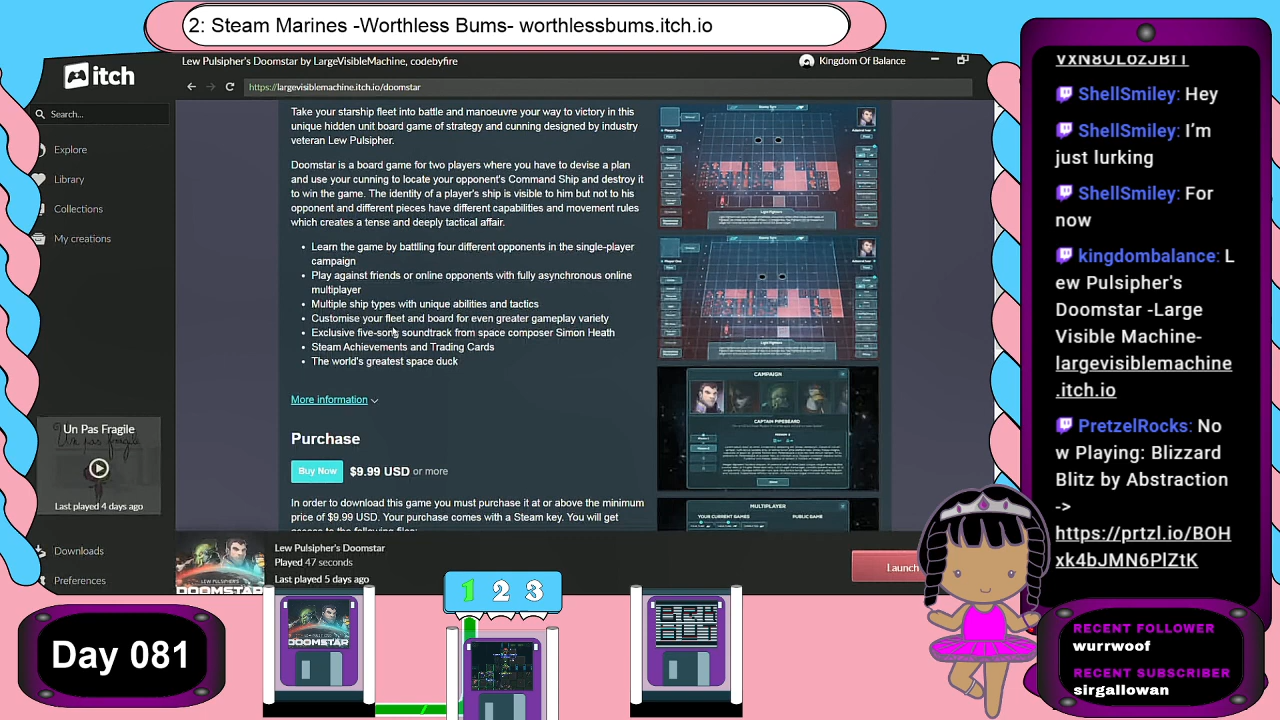 2: Steam Marines -Worthless Bums- worthlessbums.itch.io
itch
Lew Pulsipher's Doomstar by LargeVisibleMachine, codebyfire
Kingdom Of Balance
https://largevisiblemachine.itch.io/doomstar
Search...
Explore
Library
Collections
My creations
Un Pas Fragile
Last played 4 days ago
Downloads
Preferences
Take your starship fleet into battle and manoeuvre your way to victory in this
unique hidden unit board game of strategy and cunning designed by industry
veteran Lew Pulsipher.
Doomstar is a board game for two players where you have to devise a plan
and use your cunning to locate your opponent's Command Ship and destroy it
to win the game. The identity of a player's ship is visible to him but not to his
opponent and different pieces have different capabilities and movement rules
which creates a tense and deeply tactical affair.
• Learn the game by battlling four different opponents in the single-player
campaign
• Play against friends or online opponents with fully asynchronous online
multiplayer
• Multiple ship types with unique abilities and tactics
• Customise your fleet and board for even greater gameplay variety
• Exclusive five-song soundtrack from space composer Simon Heath
• Steam Achievements and Trading Cards
• The world's greatest space duck
More information
Purchase
Buy Now $9.99 USD or more
In order to download this game you must purchase it at or above the minimum
price of $9.99 USD. Your purchase comes with a Steam key. You will get
CAMPAIGN
CAPTAIN PIPEBEARD
MULTIPLAYER
YOUR CURRENT GAMES
PUBLIC GAME
LEW PULSIPHER'S
DOOMSTAR
Lew Pulsipher's Doomstar
Played 47 seconds
Last played 5 days ago
Launch
VxN8OLozJBf1
ShellSmiley: Hey
ShellSmiley: I'm
just lurking
ShellSmiley: For
now
kingdombalance: L
ew Pulsipher's
Doomstar -Large
Visible Machine-
largevisiblemachine
.itch.io
PretzelRocks: No
w Playing: Blizzard
Blitz by Abstraction
->
https://prtzl.io/BOH
xk4bJMN6PlZtK
Day 081
DOOMSTAR
1 2 3
RECENT FOLLOWER
wurrwoof
RECENT SUBSCRIBER
sirgallowan